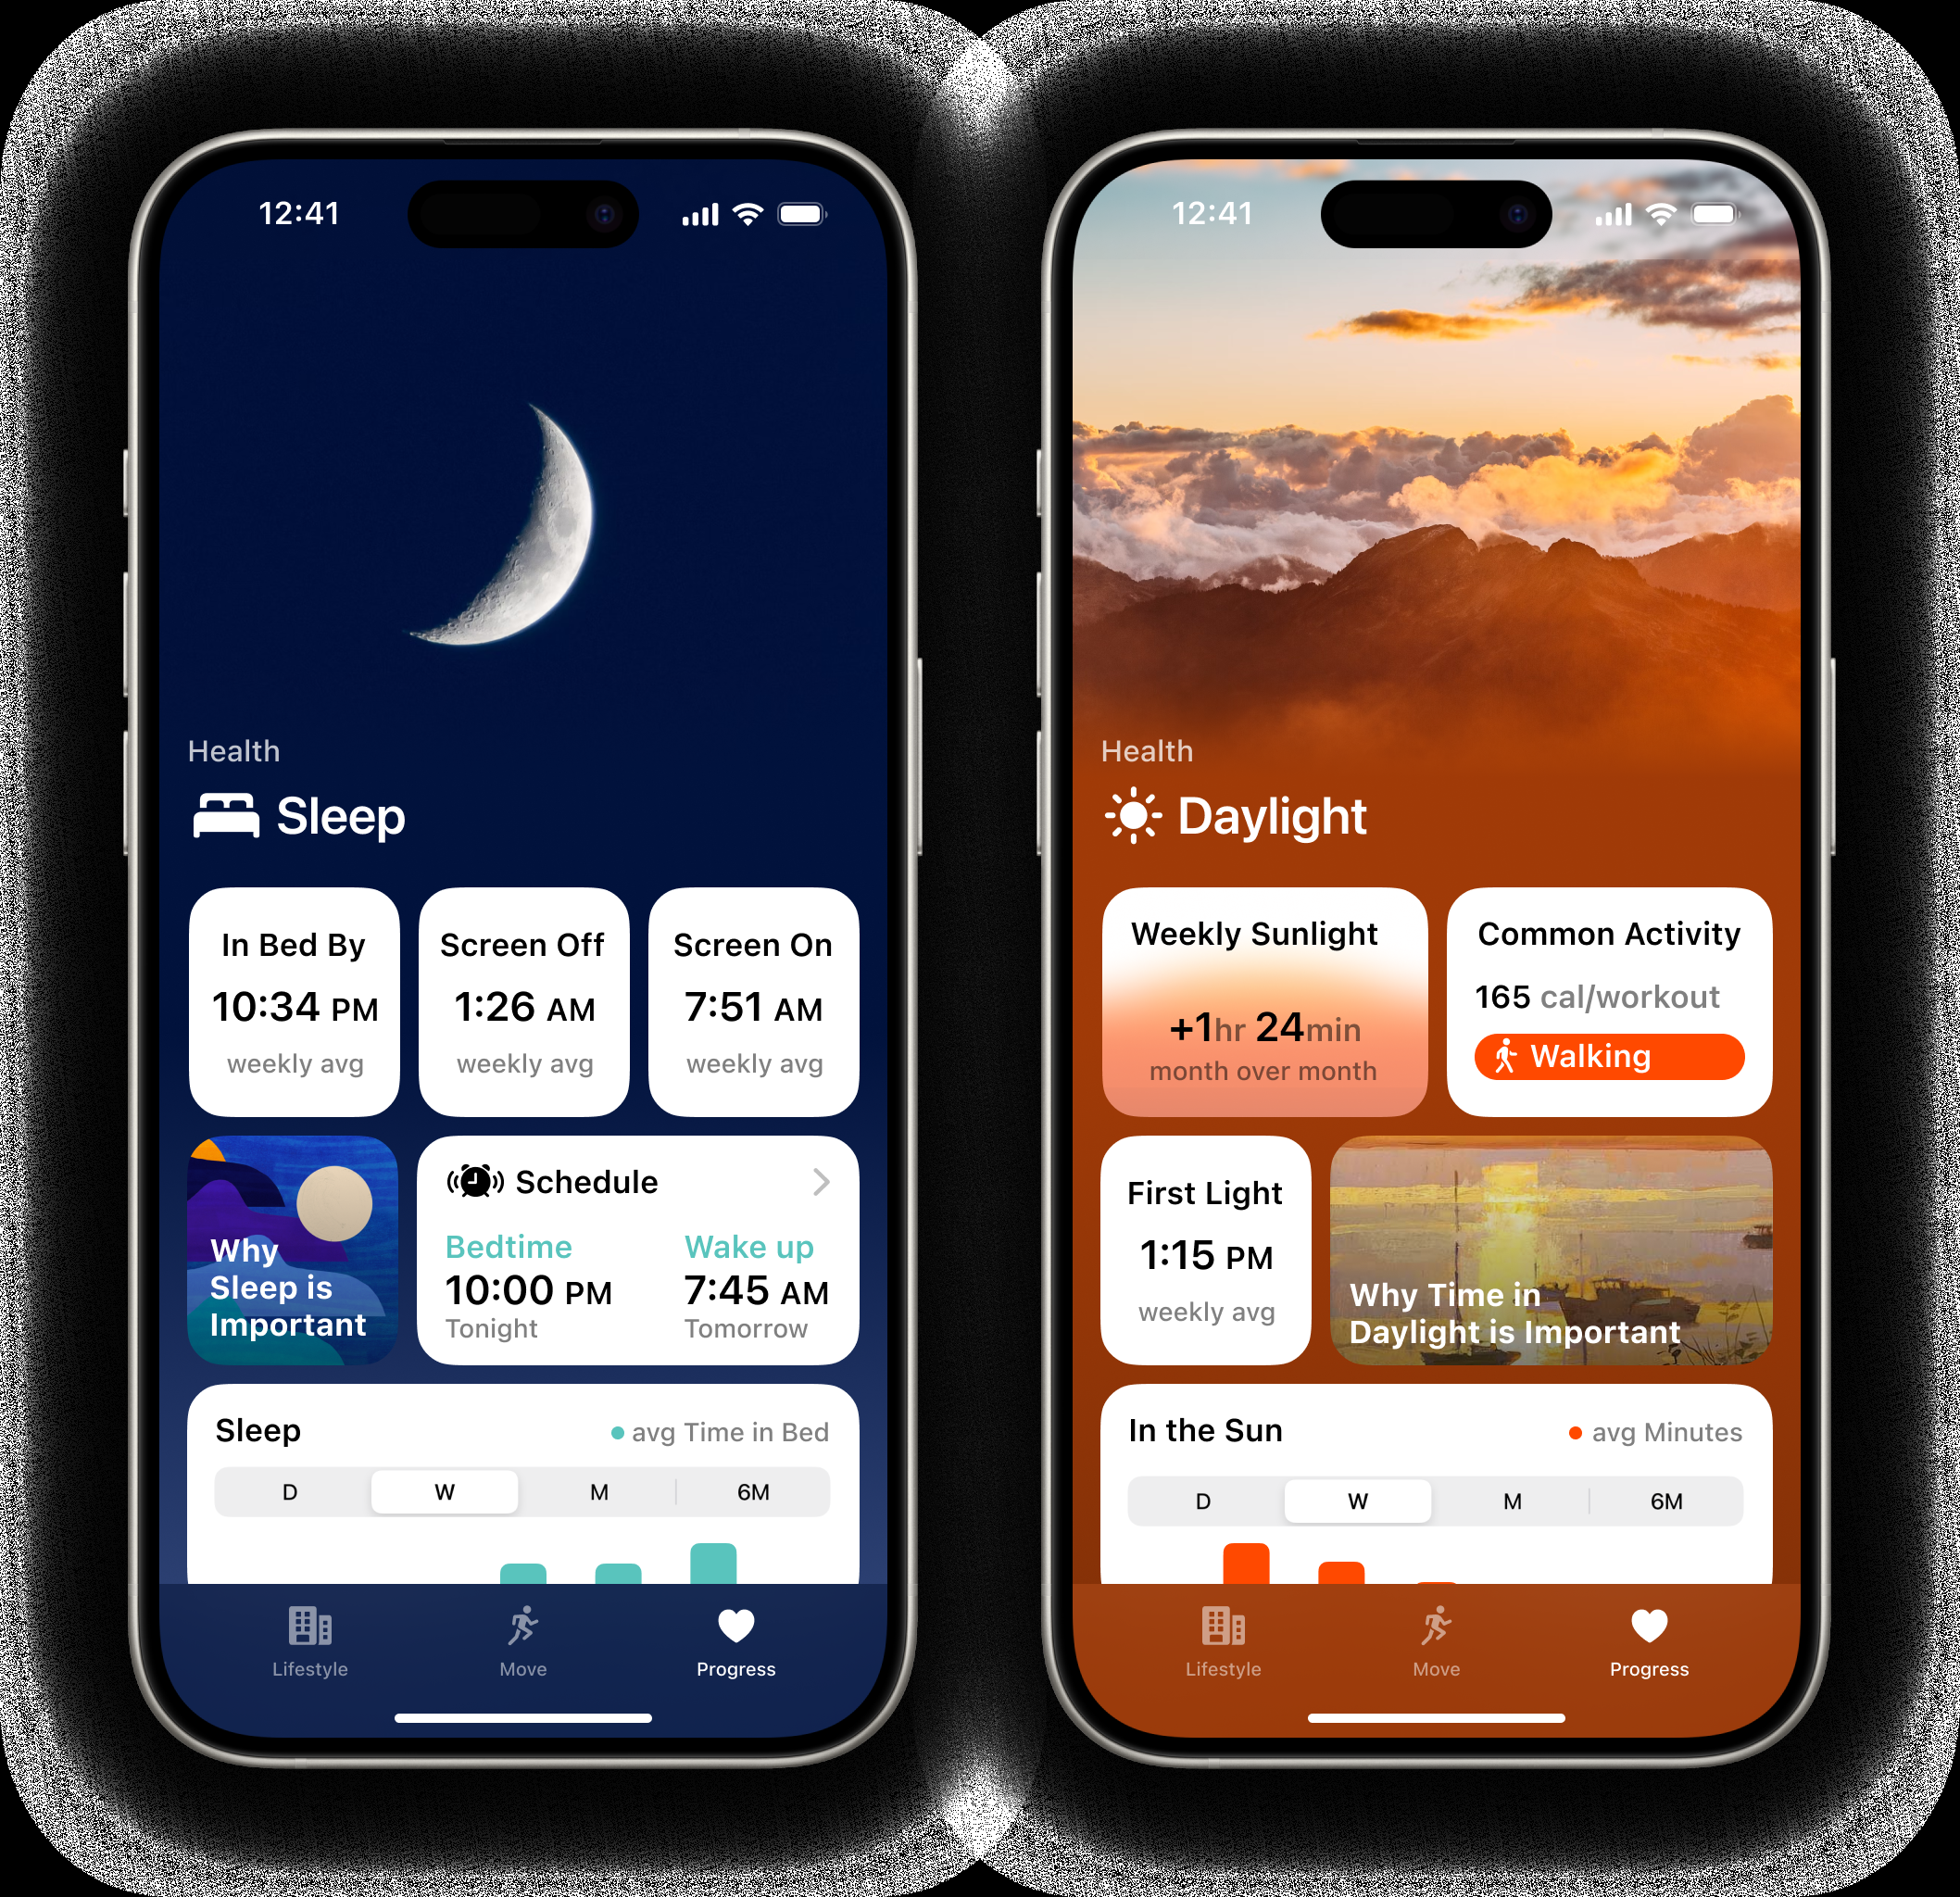 12:41
Health
Sleep
In Bed By
10:34 PM
weekly avg
Screen Off
1:26 AM
weekly avg
Screen On
7:51 AM
weekly avg
Why
Sleep is
Important
Schedule
Bedtime
10:00 PM
Tonight
Wake up
7:45 AM
Tomorrow
Sleep
avg Time in Bed
D W M 6M
Lifestyle Move Progress
12:41
Health
Daylight
Weekly Sunlight
+1hr 24min
month over month
Common Activity
165 cal/workout
Walking
First Light
1:15 PM
weekly avg
Why Time in
Daylight is Important
In the Sun
avg Minutes
D W M 6M
Lifestyle Move Progress